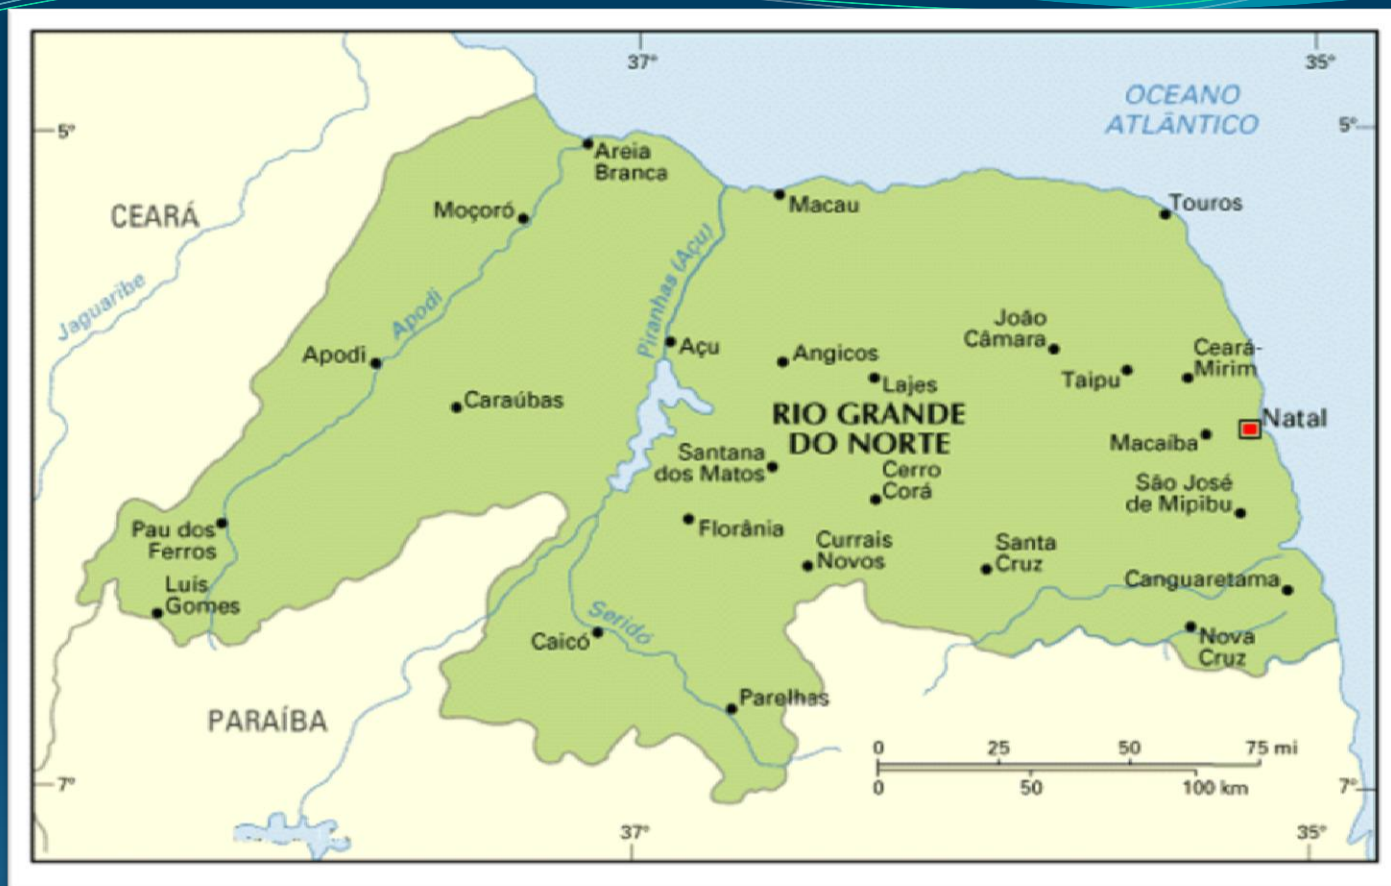 37°
35°
OCEANO
ATLÂNTICO
5°
5°
Areia
Branca
CEARÁ
Moçoró
Macau
Touros
Jaguaribe
Apodi
Piranhas (Açu)
Apodi
Açu
Angicos
João
Câmara
Lajes
Taipu
Ceará-
Mirim
Caraúbas
RIO GRANDE
DO NORTE
Natal
Macaíba
Santana
dos Matos
Cerro
Corá
São José
de Mipibu
Pau dos
Ferros
Florânia
Currais
Novos
Santa
Cruz
Luís
Gomes
Canguaretama
Seridó
Caicó
Nova
Cruz
PARAÍBA
Parelhas
0 25 50 75 mi
0 50 100 km
7°
7°
37°
35°